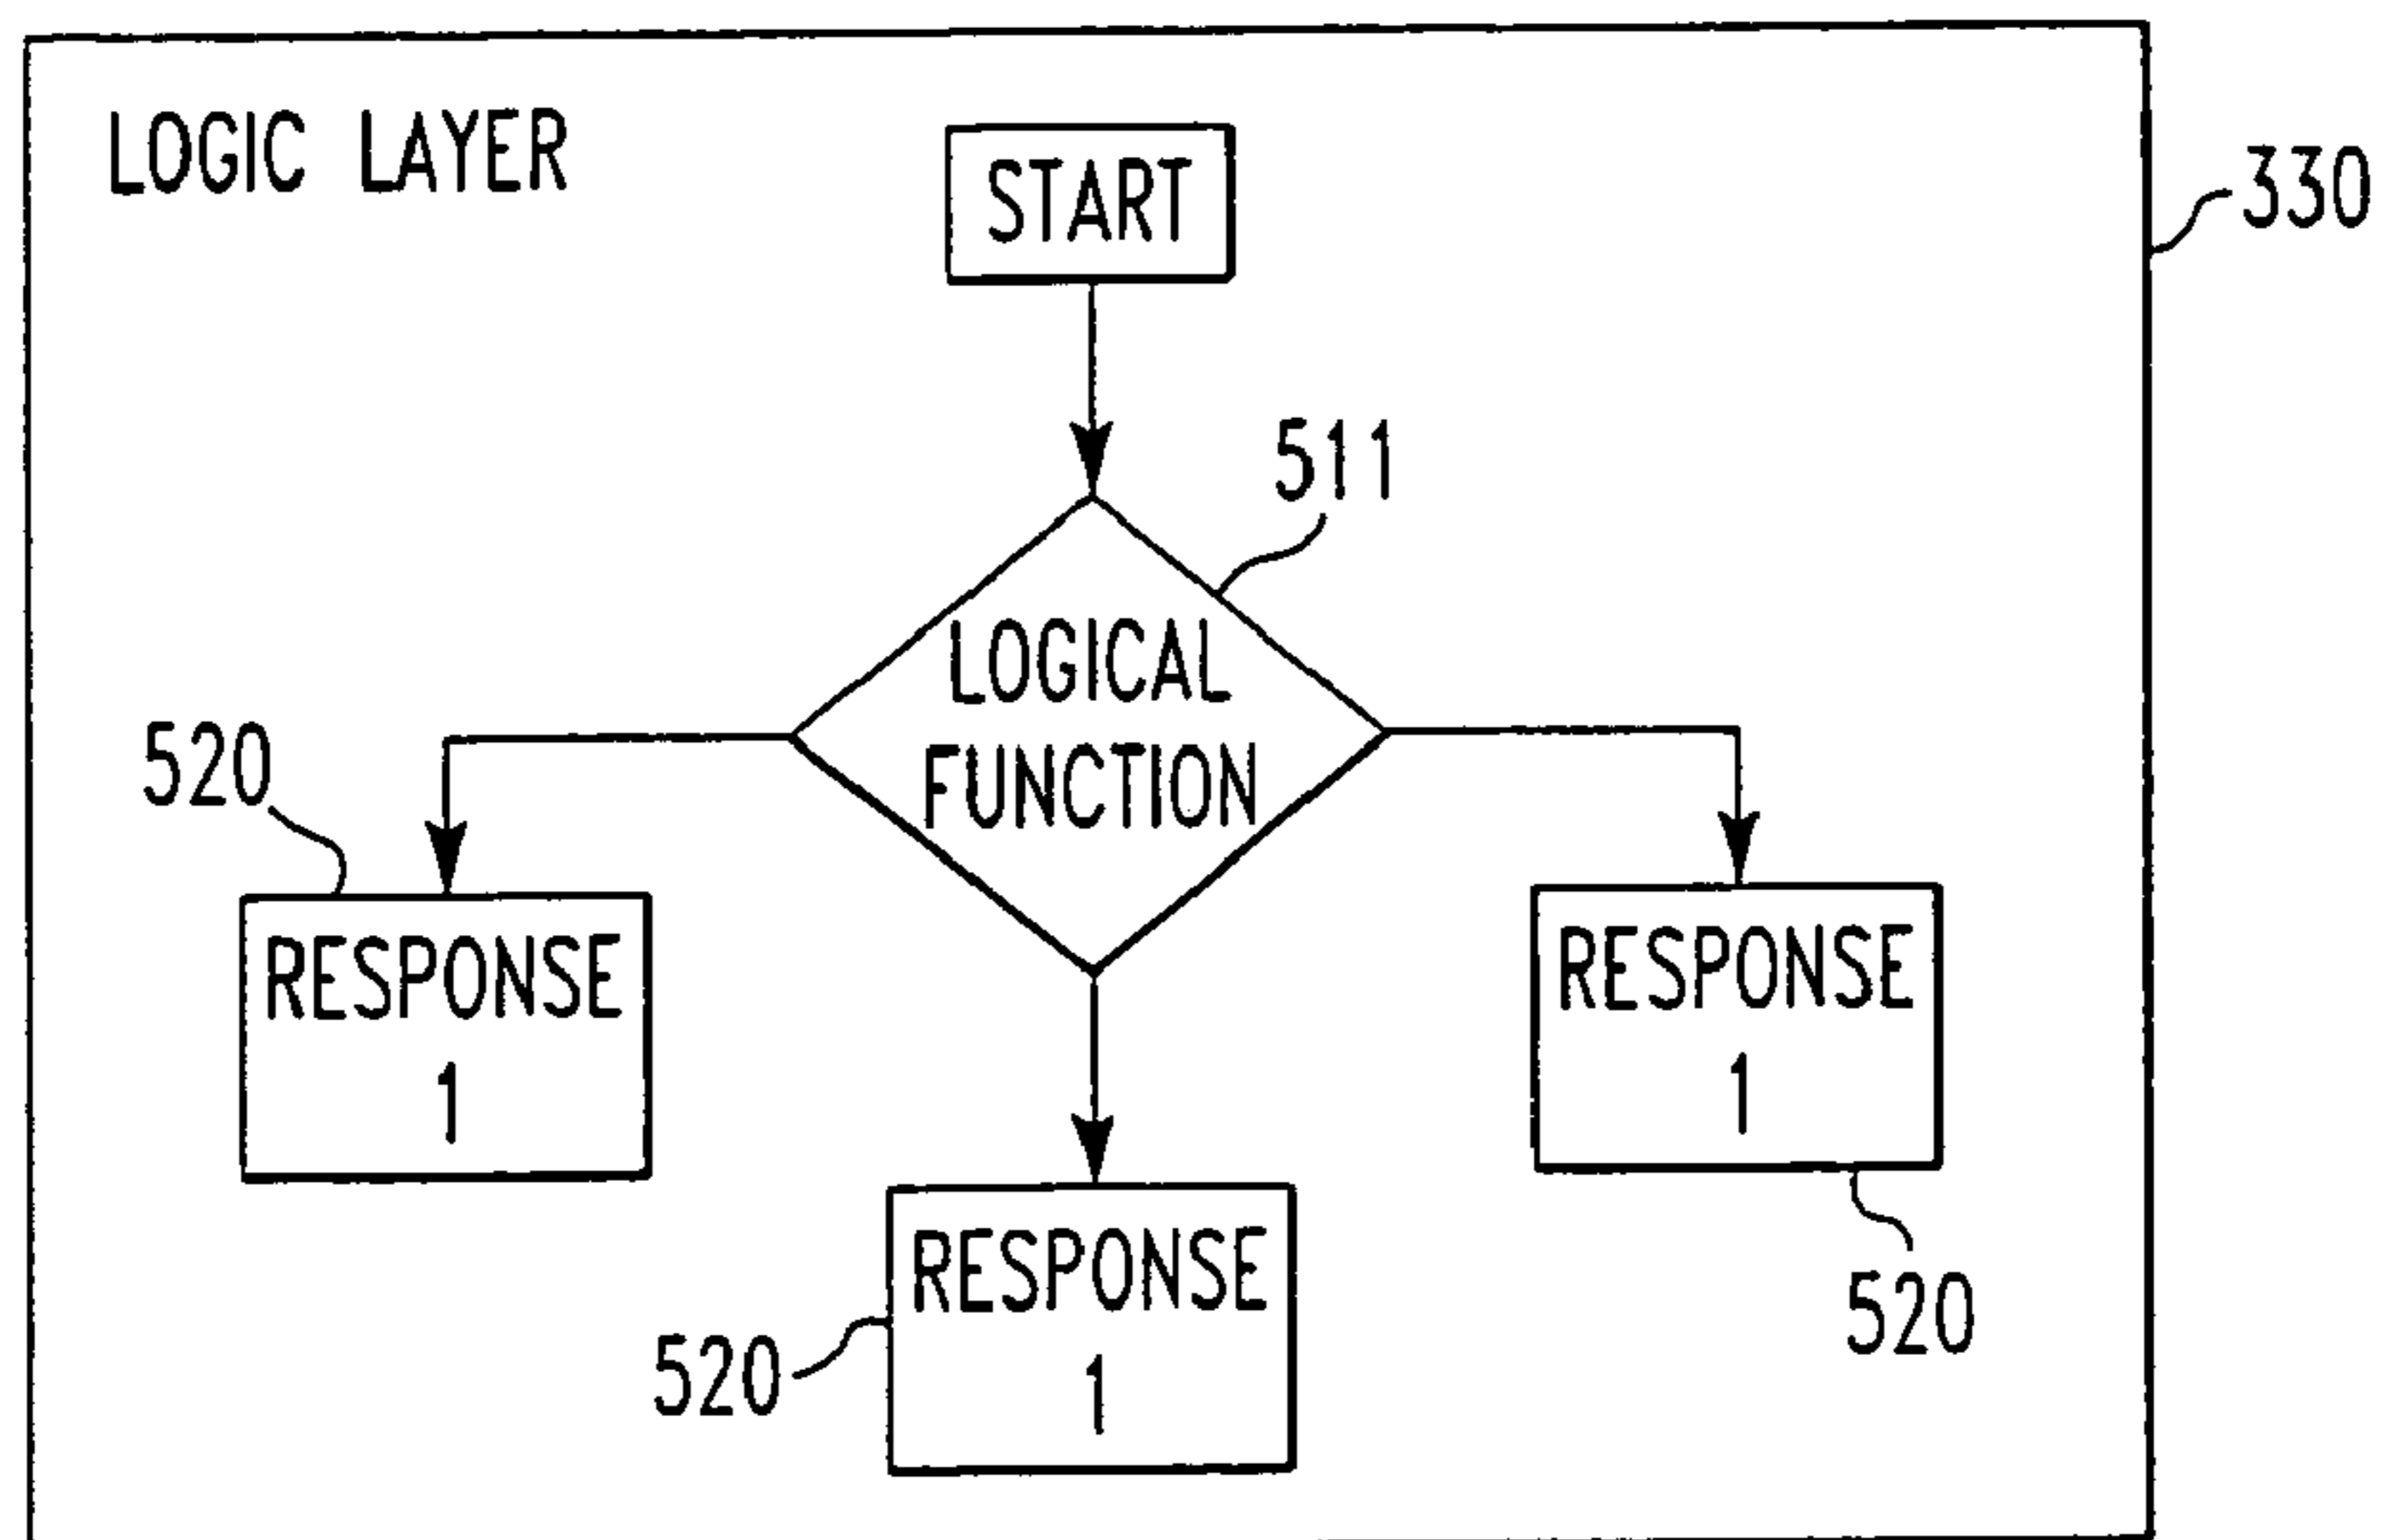 LOGIC LAYER
START
330
511
LOGICAL
FUNCTION
520
RESPONSE
1
RESPONSE
1
520
RESPONSE
1
520